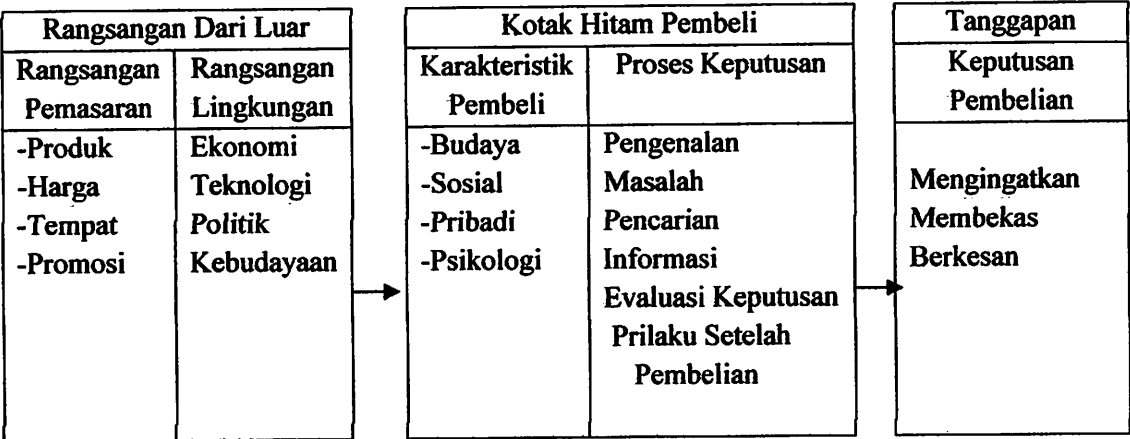 Rangsangan Dari Luar
Rangsangan
Pemasaran
Rangsangan
Lingkungan
-Produk
-Harga
-Tempat
-Promosi
Ekonomi
Teknologi
Politik
Kebudayaan
Kotak Hitam Pembeli
Karakteristik
Pembeli
Proses Keputusan
-Budaya
-Sosial
-Pribadi
-Psikologi
Pengenalan
Masalah
Pencarian
Informasi
Evaluasi Keputusan
Prilaku Setelah
Pembelian
Tanggapan
Keputusan
Pembelian
Mengingatkan
Membekas
Berkesan